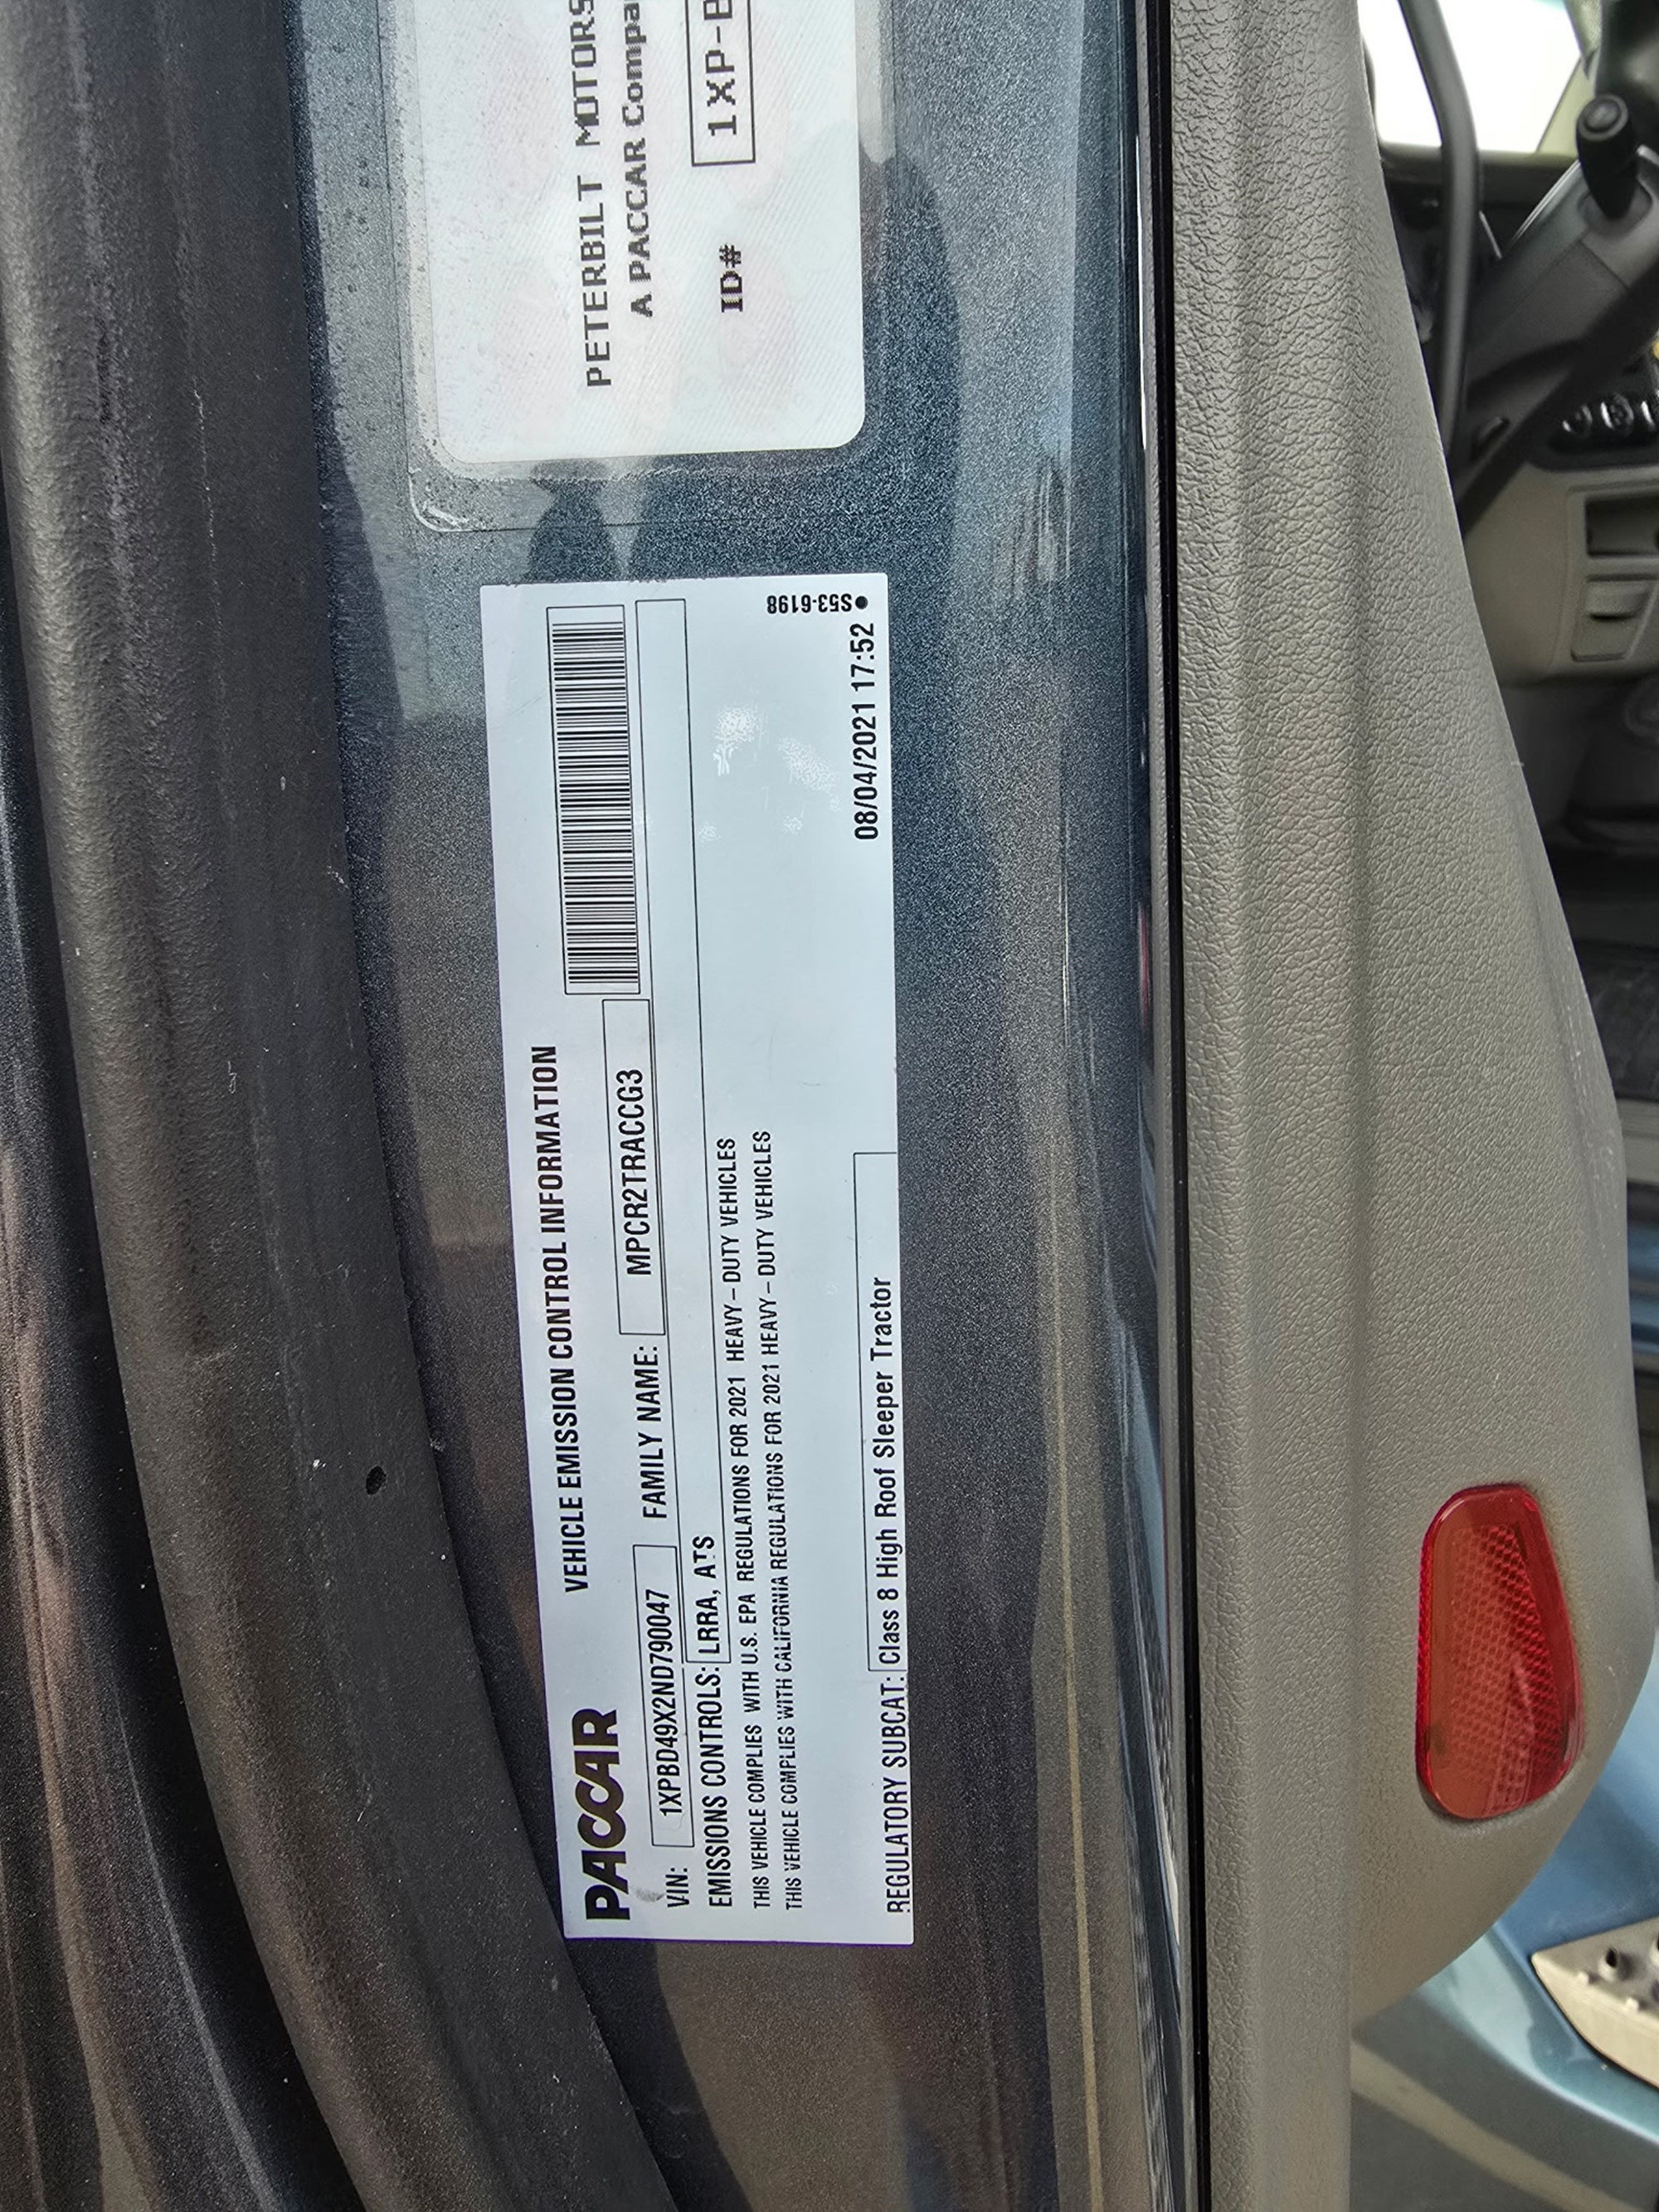 PACCAR
VEHICLE EMISSION CONTROL INFORMATION
VIN: 1XPBD49X2ND790047 FAMILY NAME: MPCR2TRACCG3
EMISSIONS CONTROLS: LRRA, ATS
THIS VEHICLE COMPLIES WITH U.S. EPA REGULATIONS FOR 2021 HEAVY – DUTY VEHICLES
THIS VEHICLE COMPLIES WITH CALIFORNIA REGULATIONS FOR 2021 HEAVY – DUTY VEHICLES
08/04/2021 17:52
REGULATORY SUBCAT: Class 8 High Roof Sleeper Tractor
S53-6198
PETERBILT MOTORS
A PACCAR Compa
ID# 1XP-B